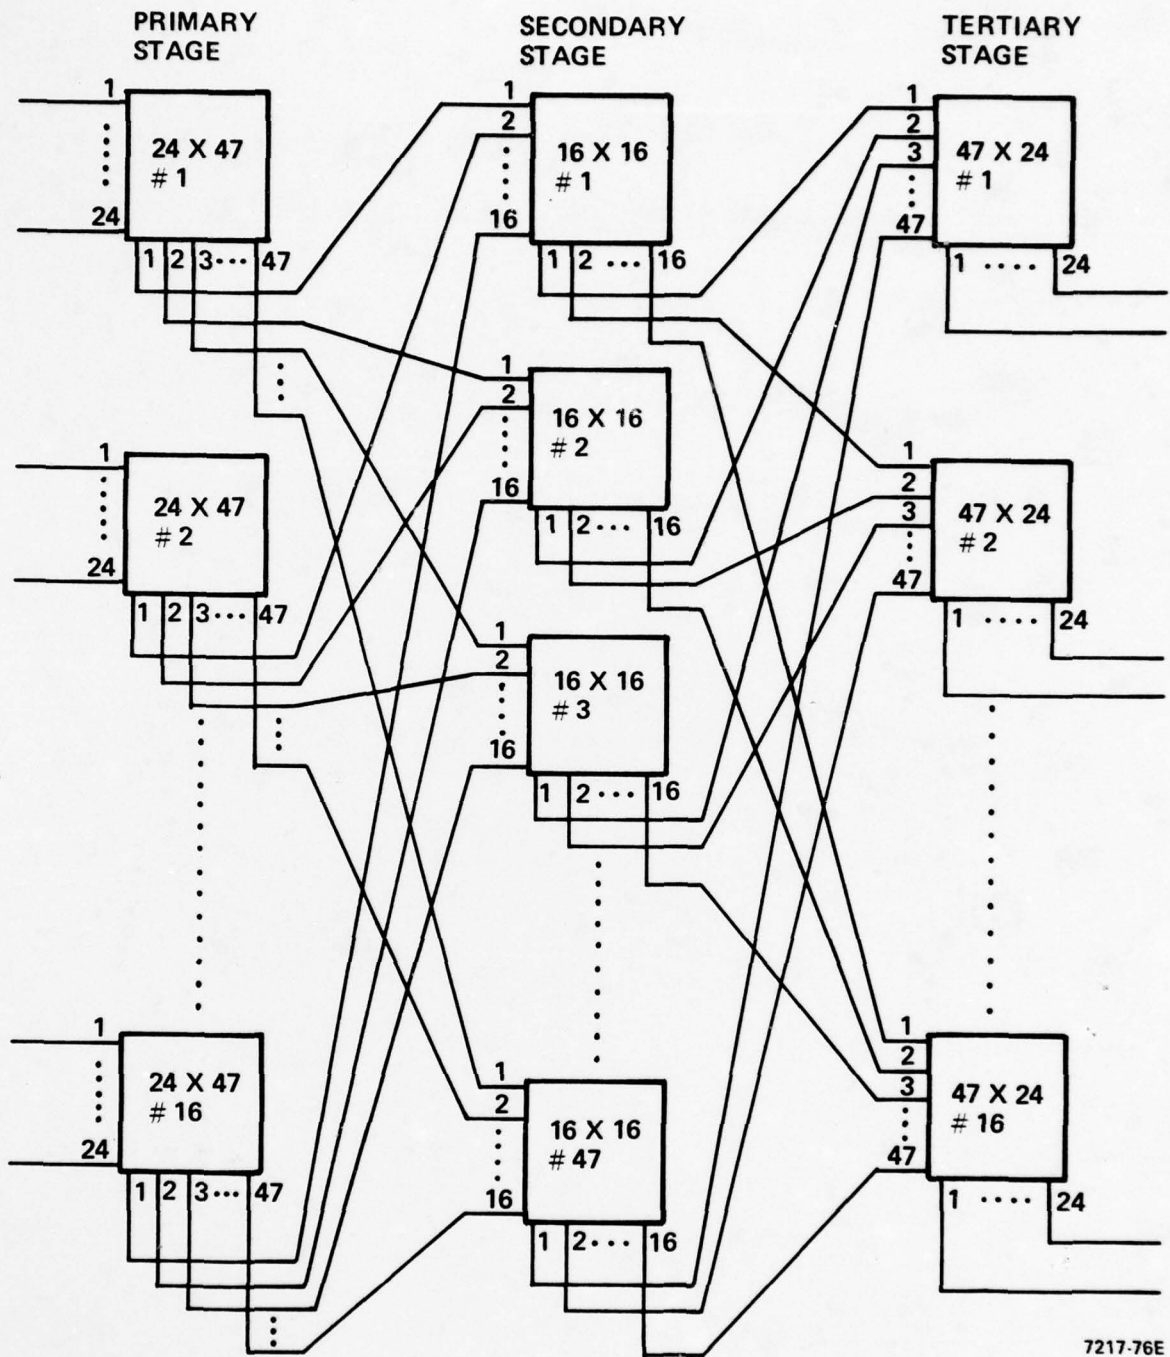 PRIMARY
STAGE
SECONDARY
STAGE
TERTIARY
STAGE
1
24 X 47
# 1
24
1 2 3 47
1
2
16 X 16
# 1
16
1 2 16
1
2
3
47 X 24
# 1
47
1 24
1
2
16 X 16
# 2
16
1 2 16
1
24 X 47
# 2
24
1 2 3 47
1
2
3
47 X 24
# 2
47
1 24
1
2
16 X 16
# 3
16
1 2 16
1
24 X 47
# 16
24
1 2 3 47
1
2
16 X 16
# 47
16
1 2 16
1
2
3
47 X 24
# 16
47
1 24
7217-76E